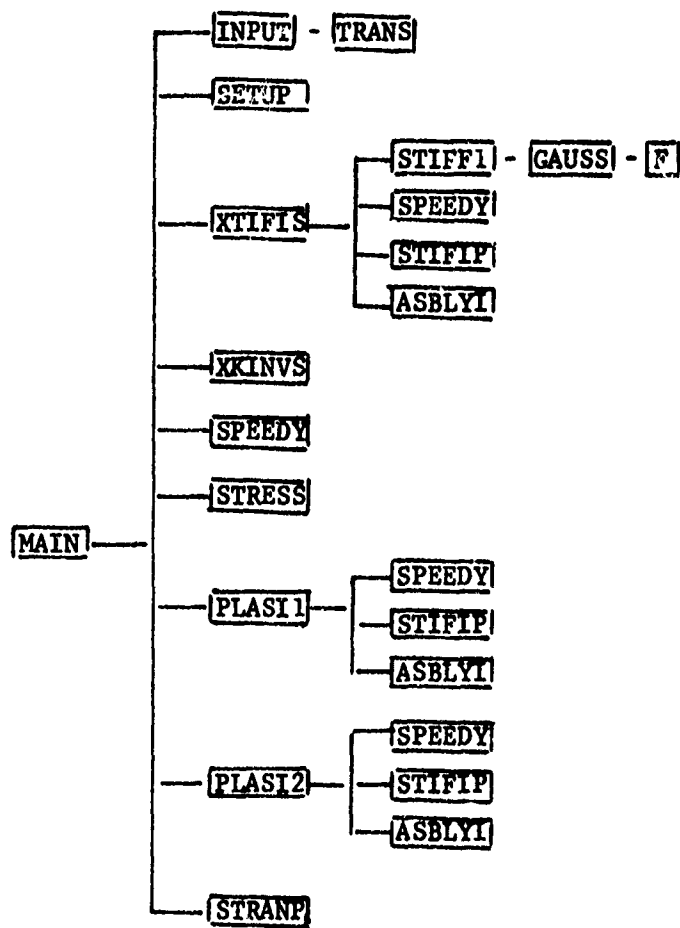 INPUT - TRANS
SETUP
STIFF1 - GAUSS - F
SPEEDY
XTIFIS
STIFIP
ASBLYI
XKINVS
SPEEDY
STRESS
MAIN
SPEEDY
PLASI1
STIFIP
ASBLYI
SPEEDY
PLASI2
STIFIP
ASBLYI
STRANP